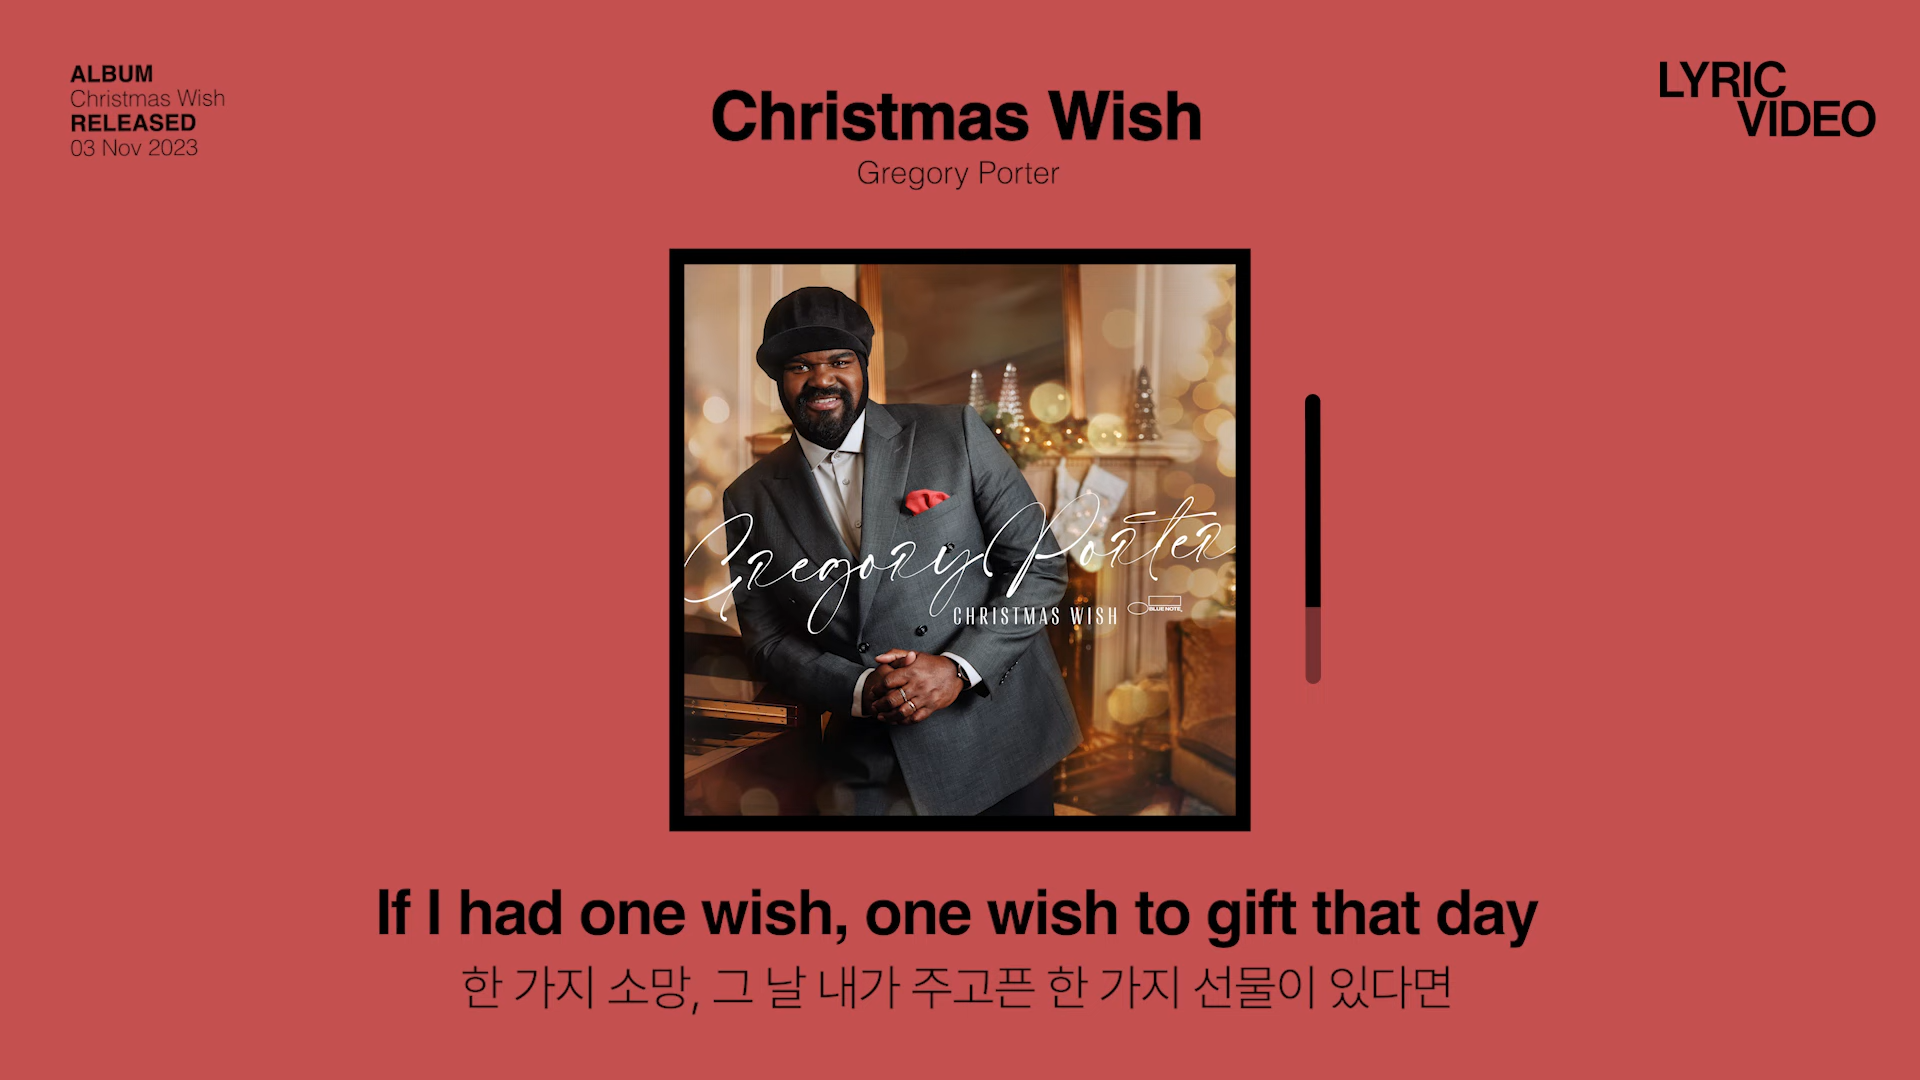 ALBUM
Christmas Wish
RELEASED
03 Nov 2023
Christmas Wish
Gregory Porter
LYRIC
VIDEO
Gregory Porter
CHRISTMAS WISH
BLUE NOTE
If I had one wish, one wish to gift that day
한 가지 소망, 그 날 내가 주고픈 한 가지 선물이 있다면